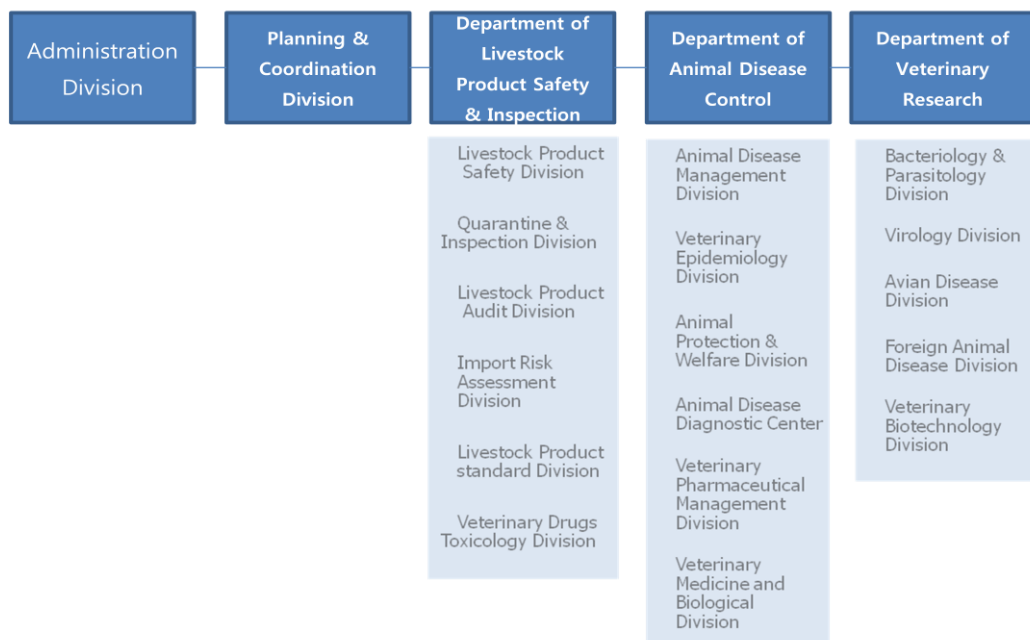 Administration
Division
Planning &
Coordination
Division
Department of
Livestock
Product Safety
& Inspection
Department of
Animal Disease
Control
Department of
Veterinary
Research
Livestock Product
Safety Division
Quarantine &
Inspection Division
Livestock Product
Audit Division
Import Risk
Assessment
Division
Livestock Product
standard Division
Veterinary Drugs
Toxicology Division
Animal Disease
Management
Division
Veterinary
Epidemiology
Division
Animal
Protection &
Welfare Division
Animal Disease
Diagnostic Center
Veterinary
Pharmaceutical
Management
Division
Veterinary
Medicine and
Biological
Division
Bacteriology &
Parasitology
Division
Virology Division
Avian Disease
Division
Foreign Animal
Disease Division
Veterinary
Biotechnology
Division